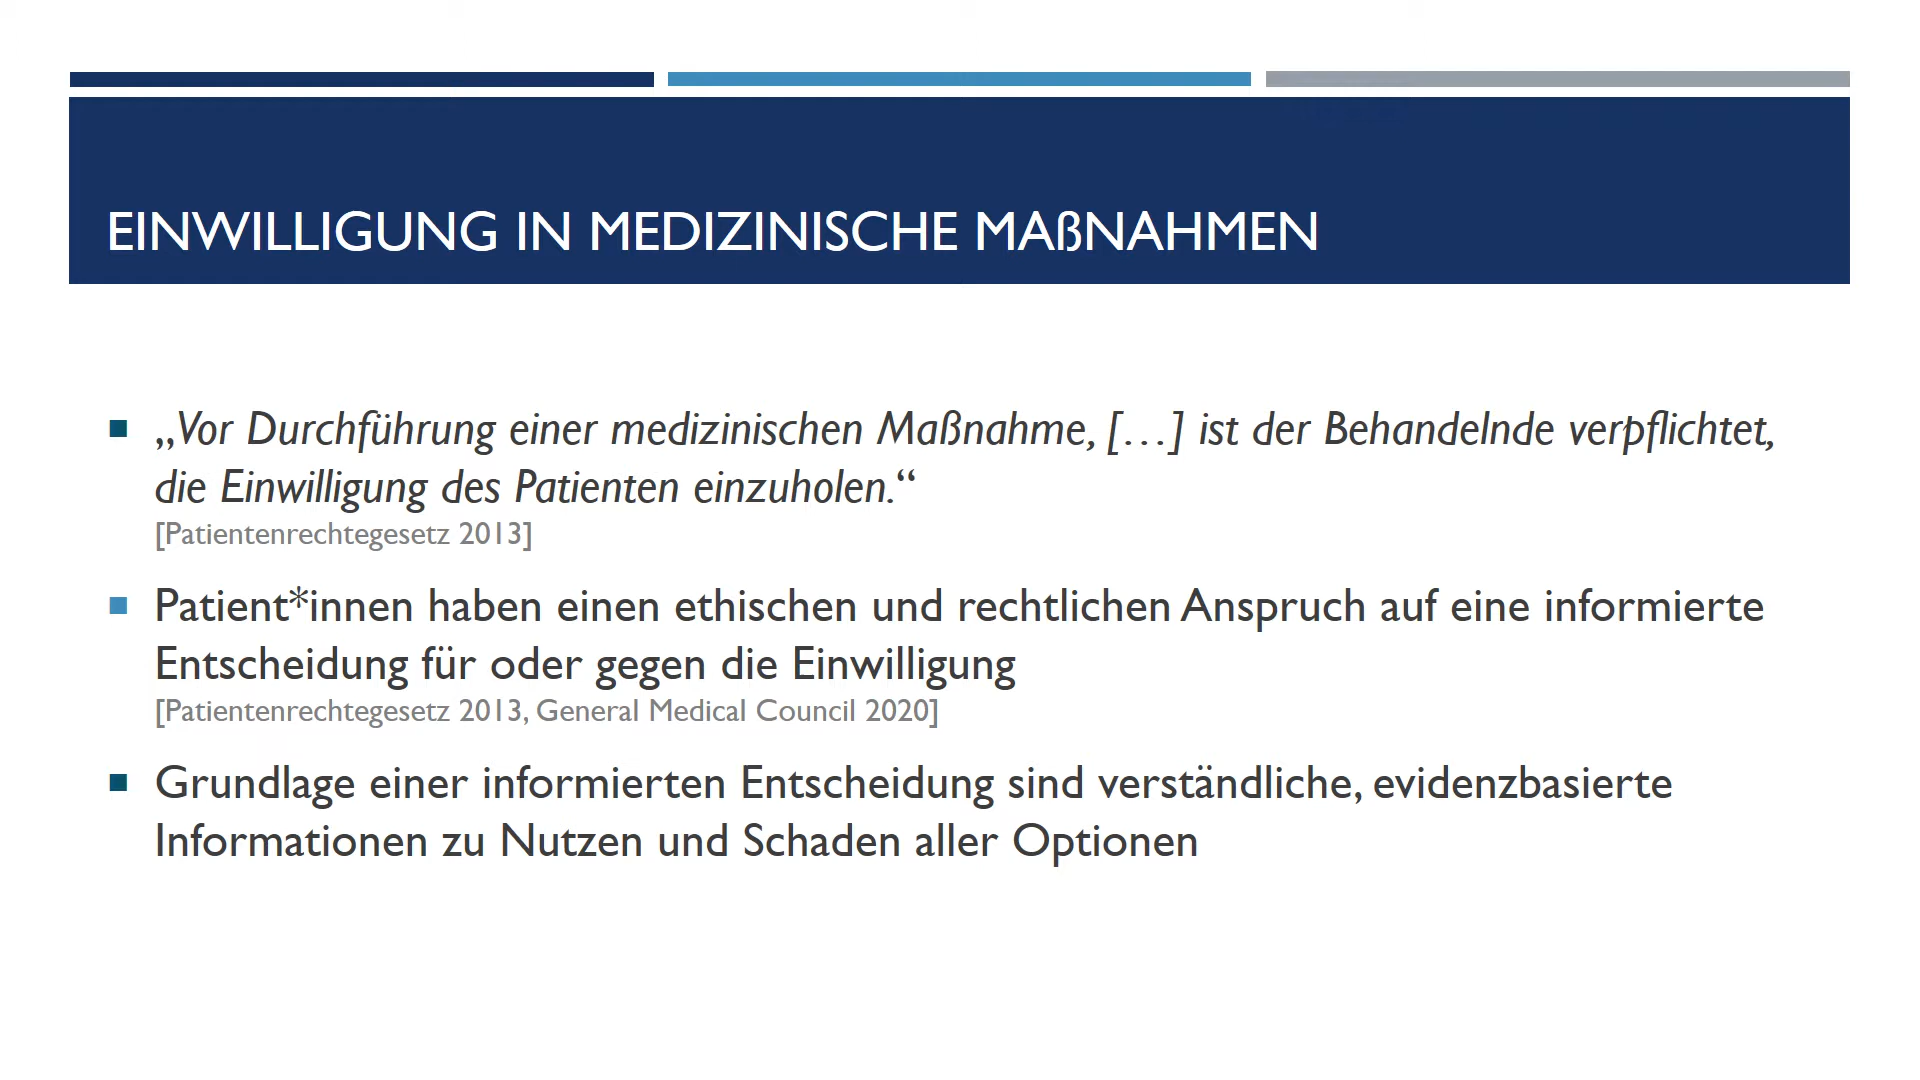 EINWILLIGUNG IN MEDIZINISCHE MAßNAHMEN
„Vor Durchführung einer medizinischen Maßnahme, […] ist der Behandelnde verpflichtet,
die Einwilligung des Patienten einzuholen.“
[Patientenrechtegesetz 2013]
Patient*innen haben einen ethischen und rechtlichen Anspruch auf eine informierte
Entscheidung für oder gegen die Einwilligung
[Patientenrechtegesetz 2013, General Medical Council 2020]
Grundlage einer informierten Entscheidung sind verständliche, evidenzbasierte
Informationen zu Nutzen und Schaden aller Optionen